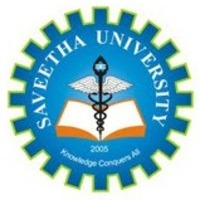 SAVEETHA UNIVERSITY
2005
Knowledge Conquers All